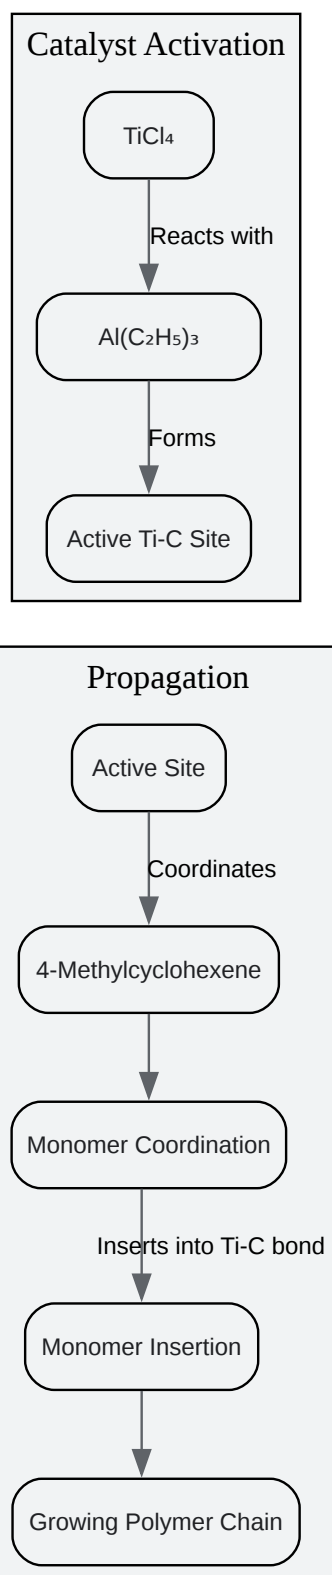 Catalyst Activation
TiCl₄
Reacts with
Al(C₂H₅)₃
Forms
Active Ti-C Site
Propagation
Active Site
Coordinates
4-Methylcyclohexene
Monomer Coordination
Inserts into Ti-C bond
Monomer Insertion
Growing Polymer Chain